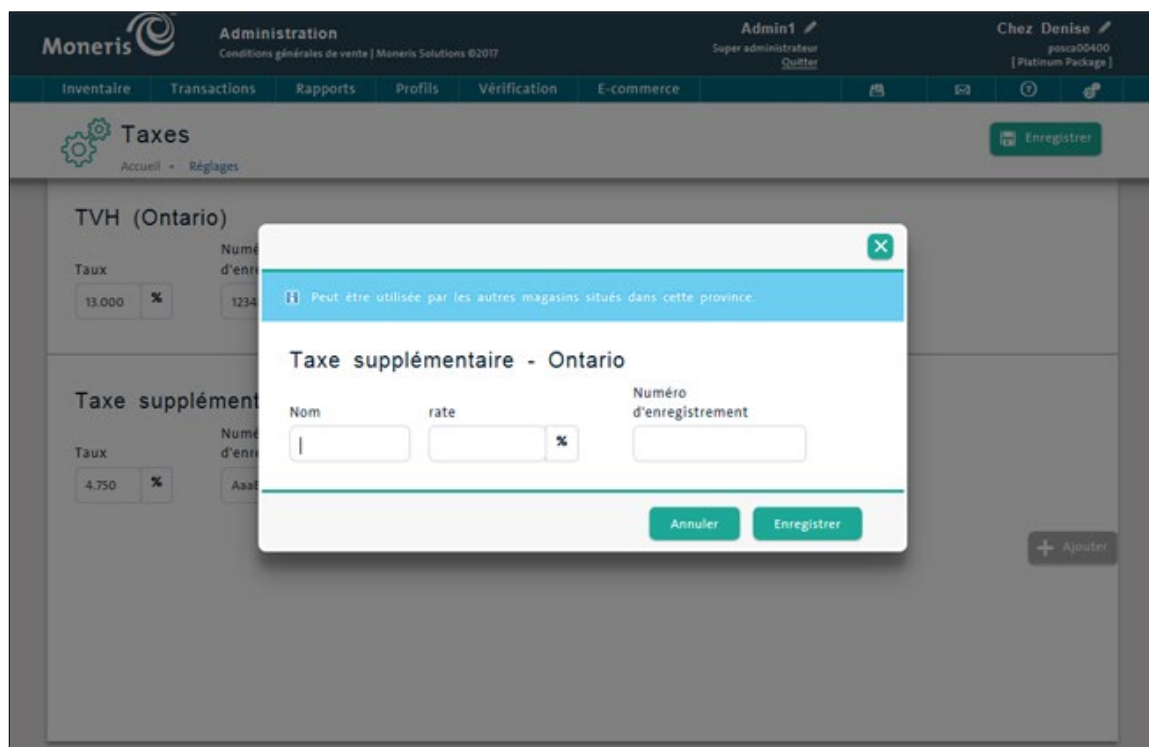 Moneris
Administration
Conditions générales de vente | Moneris Solutions ©2017
Admin1
Super administrateur
Quitter
Chez Denise
posca00400
[ Platinum Package ]
Inventaire Transactions Rapports Profils Vérification E-commerce
Taxes
Accueil • Réglages
Enregistrer
TVH (Ontario)
Taux
13.000 %
1234
Peut être utilisée par les autres magasins situés dans cette province.
Taxe supplémentaire - Ontario
Nom rate Numéro
d'enregistrement
%
Annuler Enregistrer
Taux
4.750 %
Ajouter